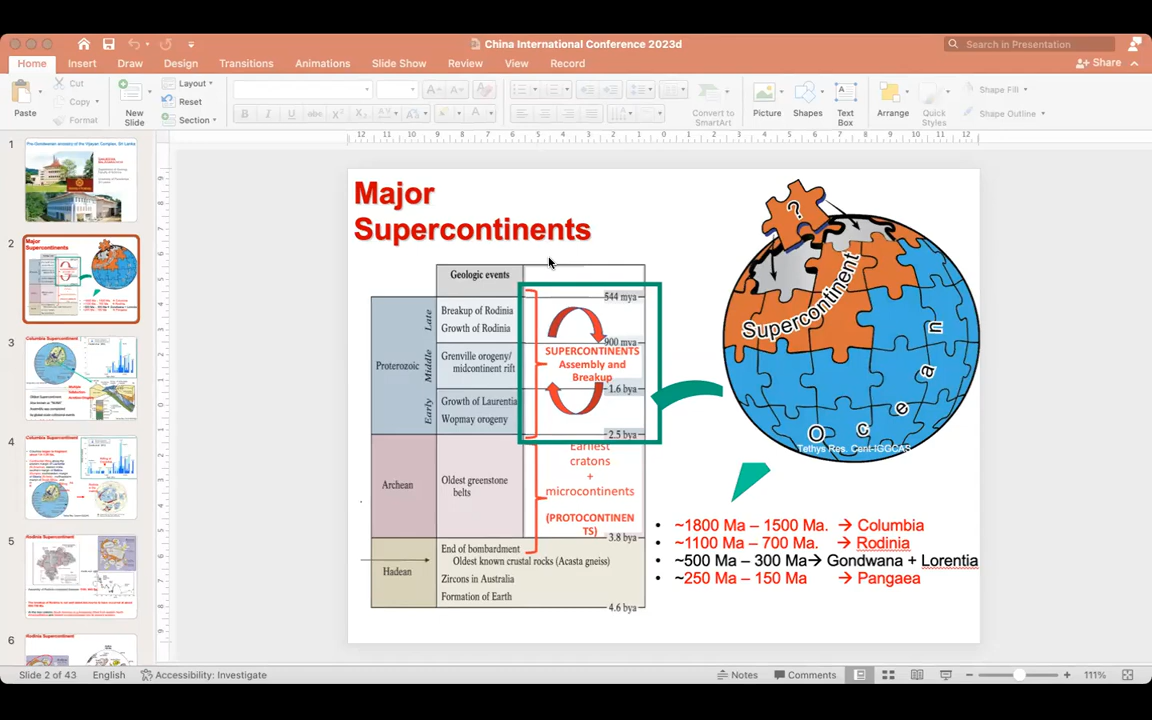 China International Conference 2023d
Search in Presentation
Home
Insert
Draw
Design
Transitions
Animations
Slide Show
Review
View
Record
Share
Paste
Cut
Copy
Format
New
Slide
Layout
Reset
Section
Convert to
SmartArt
Picture
Shapes
Text
Box
Arrange
Quick
Styles
Shape Fill
Shape Outline
1
2
3
4
5
6
Major
Supercontinents
Geologic events
Proterozoic
Late
Middle
Early
Breakup of Rodinia
Growth of Rodinia
Grenville orogeny/
midcontinent rift
Growth of Laurentia
Wopmay orogeny
544 mya
900 mya
1.6 bya
2.5 bya
SUPERCONTINENTS
Assembly and
Breakup
Archean
Oldest greenstone
belts
Earliest
cratons
+
microcontinents
(PROTOCONTINEN
TS)
3.8 bya
Hadean
End of bombardment
Oldest known crustal rocks (Acasta gneiss)
Zircons in Australia
Formation of Earth
4.6 bya
?
Supercontinent
Ocean
Tethys Res. Cent-IGGCAS
• ~1800 Ma – 1500 Ma. → Columbia
• ~1100 Ma – 700 Ma. → Rodinia
• ~500 Ma – 300 Ma→ Gondwana + Lorentia
• ~250 Ma – 150 Ma → Pangaea
Slide 2 of 43
English
Accessibility: Investigate
Notes
Comments
111%